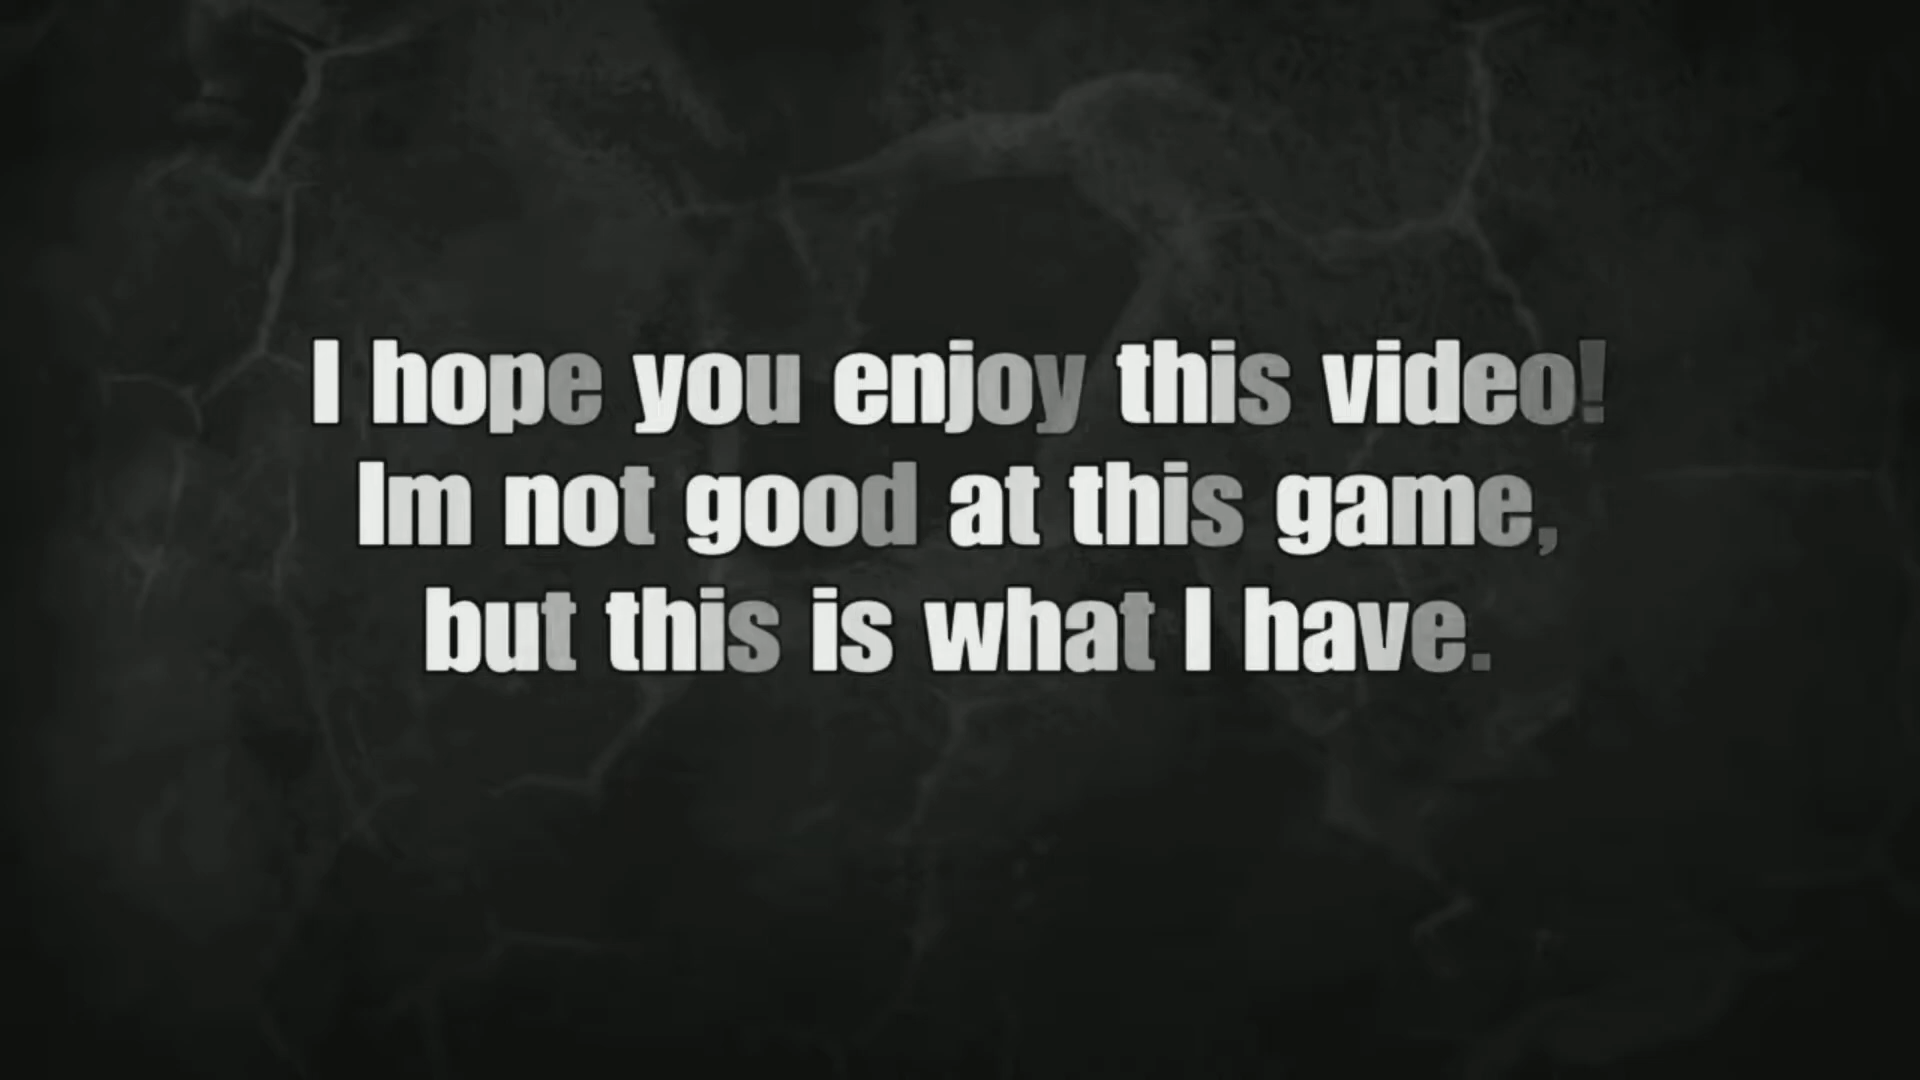 I hope you enjoy this video!
Im not good at this game,
but this is what I have.